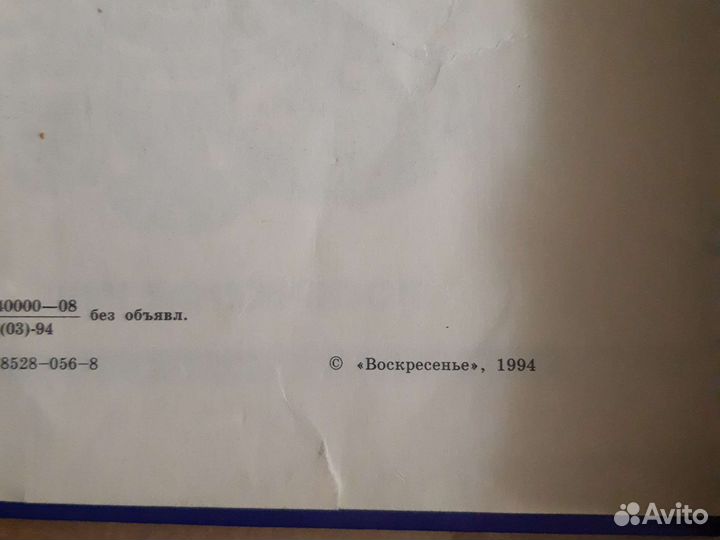 40000—08
(03)-94
без объявл.
8528—056—8
© «Воскресенье», 1994
Avito